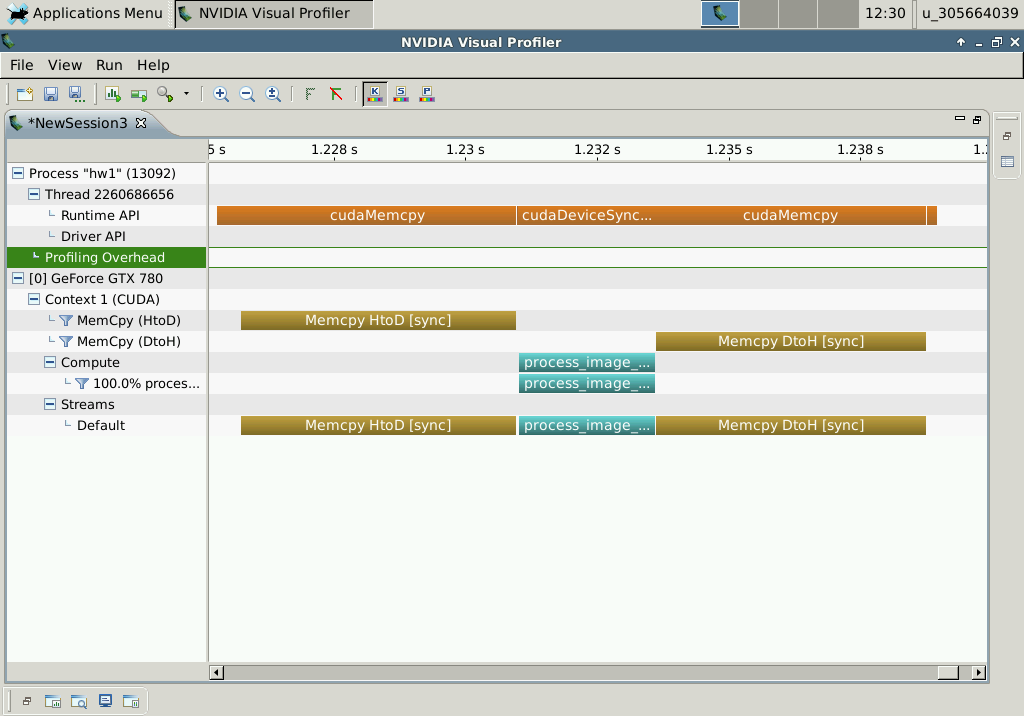 Applications Menu NVIDIA Visual Profiler 12:30 u_305664039
NVIDIA Visual Profiler
File View Run Help
K S P
*NewSession3
5 s 1.228 s 1.23 s 1.232 s 1.235 s 1.238 s
Process "hw1" (13092)
Thread 2260686656
Runtime API cudaMemcpy cudaDeviceSync... cudaMemcpy
Driver API
Profiling Overhead
[0] GeForce GTX 780
Context 1 (CUDA)
MemCpy (HtoD) Memcpy HtoD [sync]
MemCpy (DtoH) Memcpy DtoH [sync]
Compute process_image_...
100.0% proces... process_image_...
Streams
Default Memcpy HtoD [sync] process_image_... Memcpy DtoH [sync]